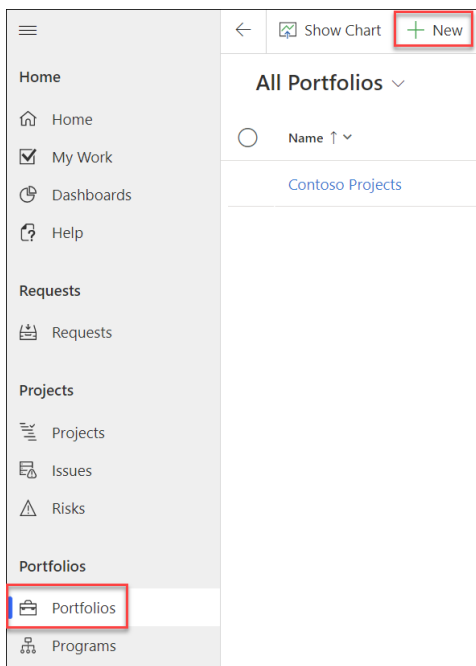 Show Chart
New
Home
All Portfolios
Home
Name
My Work
Contoso Projects
Dashboards
Help
Requests
Requests
Projects
Projects
Issues
Risks
Portfolios
Portfolios
Programs